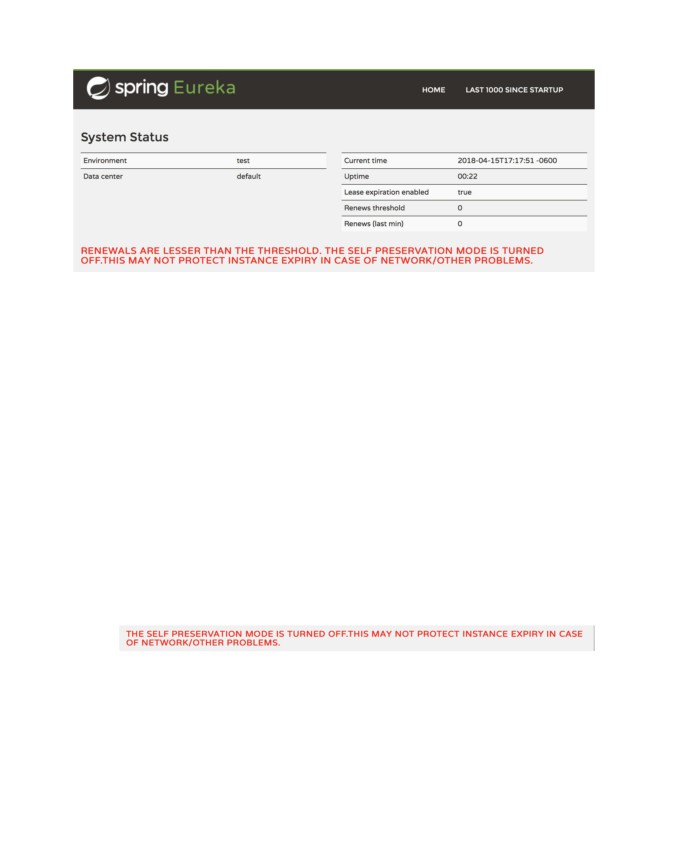 spring Eureka
HOME LAST 1000 SINCE STARTUP
System Status
Environment test
Data center default
Current time 2018-04-15T17:17:51 -0600
Uptime 00:22
Lease expiration enabled true
Renews threshold 0
Renews (last min) 0
RENEWALS ARE LESSER THAN THE THRESHOLD. THE SELF PRESERVATION MODE IS TURNED
OFF.THIS MAY NOT PROTECT INSTANCE EXPIRY IN CASE OF NETWORK/OTHER PROBLEMS.
THE SELF PRESERVATION MODE IS TURNED OFF.THIS MAY NOT PROTECT INSTANCE EXPIRY IN CASE
OF NETWORK/OTHER PROBLEMS.